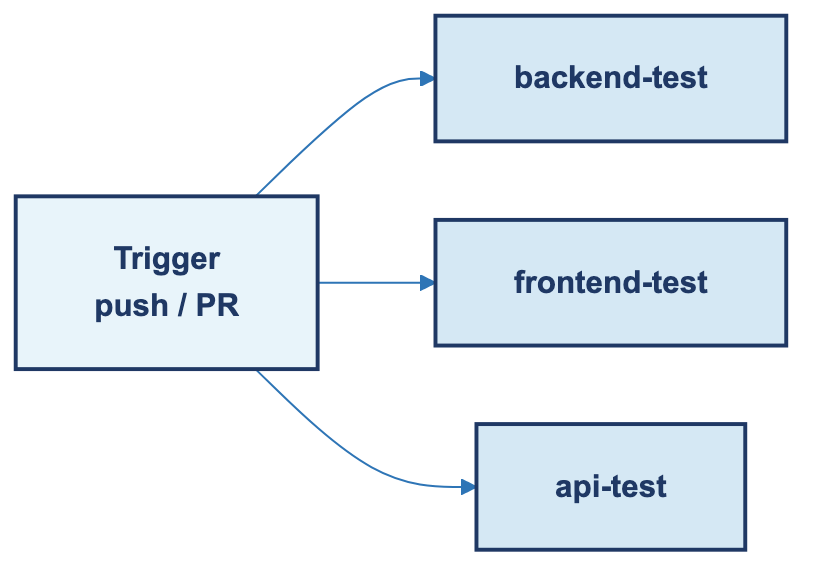 Trigger
push / PR
backend-test
frontend-test
api-test